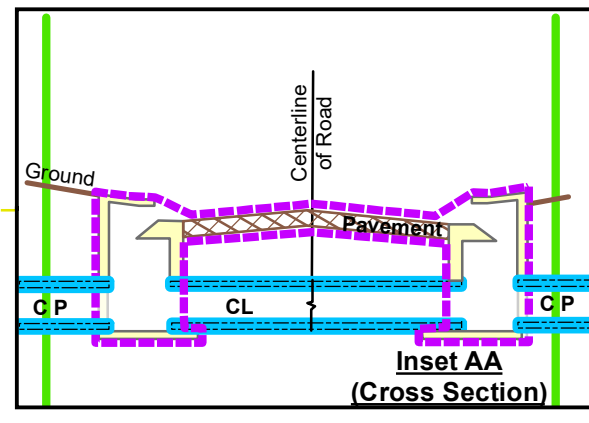 Centerline
of Road
Ground
Pavement
C P
CL
C P
Inset AA
(Cross Section)